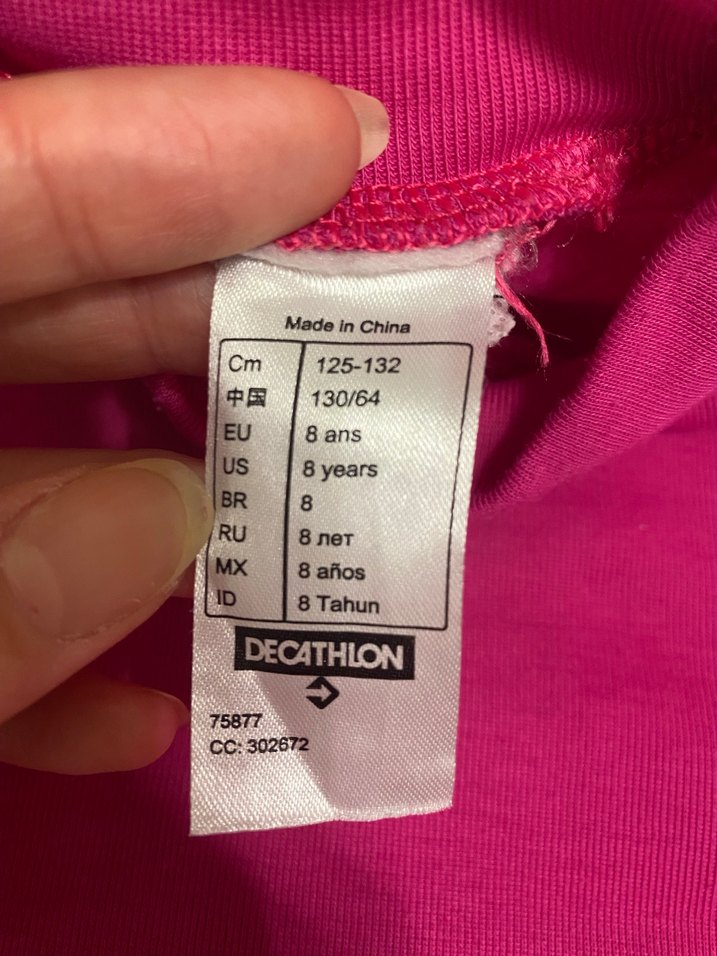 Made in China
Cm 125-132
中国 130/64
EU 8 ans
US 8 years
BR 8
RU 8 лет
MX 8 años
ID 8 Tahun
DECATHLON
75877
CC: 302672